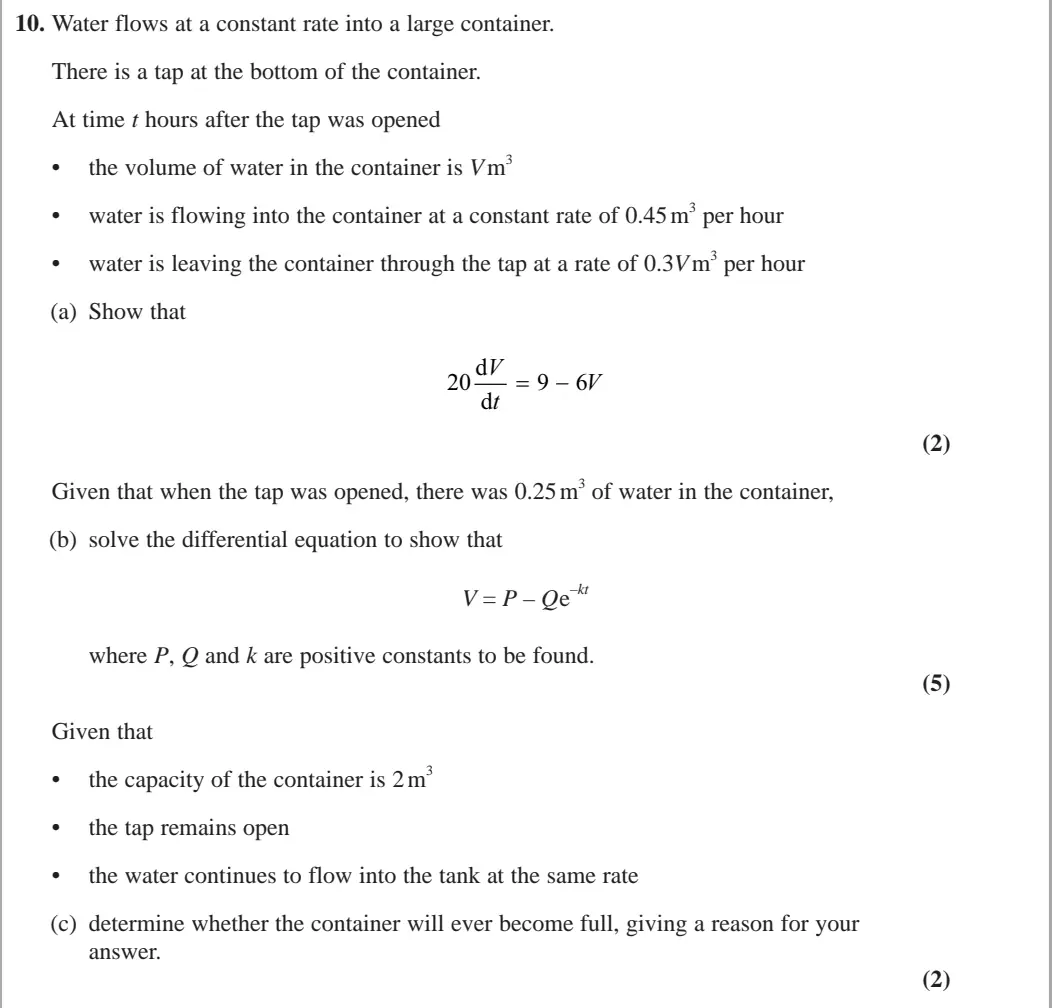 10. Water flows at a constant rate into a large container.
There is a tap at the bottom of the container.
At time t hours after the tap was opened
• the volume of water in the container is V m³
• water is flowing into the container at a constant rate of 0.45 m³ per hour
• water is leaving the container through the tap at a rate of 0.3V m³ per hour
(a) Show that
20 dV/dt = 9 – 6V
(2)
Given that when the tap was opened, there was 0.25 m³ of water in the container,
(b) solve the differential equation to show that
V = P – Qe⁻ᵏᵗ
where P, Q and k are positive constants to be found.
(5)
Given that
• the capacity of the container is 2 m³
• the tap remains open
• the water continues to flow into the tank at the same rate
(c) determine whether the container will ever become full, giving a reason for your
answer.
(2)